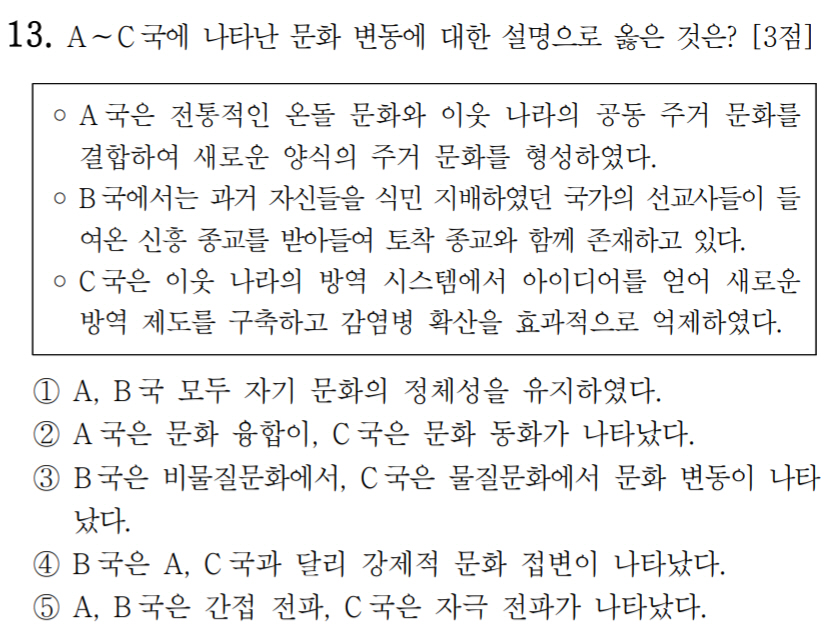 13. A~C국에 나타난 문화 변동에 대한 설명으로 옳은 것은? [3점]
○ A국은 전통적인 온돌 문화와 이웃 나라의 공동 주거 문화를
결합하여 새로운 양식의 주거 문화를 형성하였다.
○ B국에서는 과거 자신들을 식민 지배하였던 국가의 선교사들이 들
여온 신흥 종교를 받아들여 토착 종교와 함께 존재하고 있다.
○ C국은 이웃 나라의 방역 시스템에서 아이디어를 얻어 새로운
방역 제도를 구축하고 감염병 확산을 효과적으로 억제하였다.
① A, B국 모두 자기 문화의 정체성을 유지하였다.
② A국은 문화 융합이, C국은 문화 동화가 나타났다.
③ B국은 비물질문화에서, C국은 물질문화에서 문화 변동이 나타
났다.
④ B국은 A, C국과 달리 강제적 문화 접변이 나타났다.
⑤ A, B국은 간접 전파, C국은 자극 전파가 나타났다.